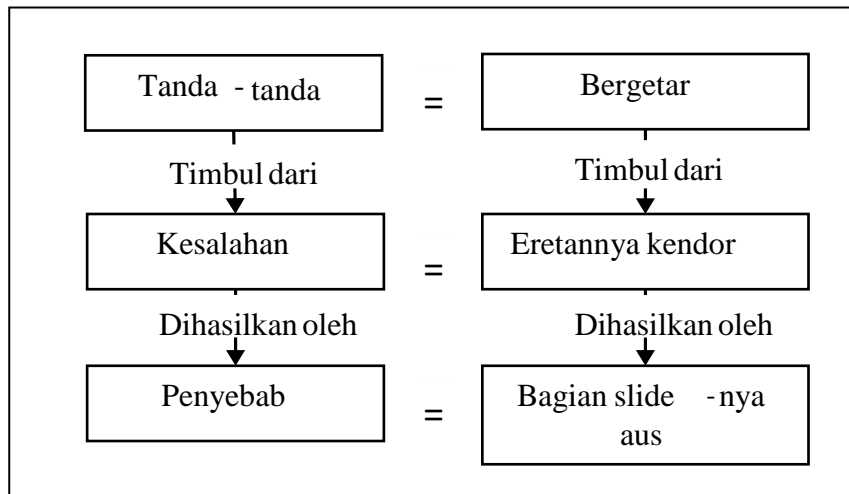 Tanda - tanda = Bergetar
Timbul dari Timbul dari
Kesalahan = Eretannya kendor
Dihasilkan oleh Dihasilkan oleh
Penyebab = Bagian slide -nya
aus